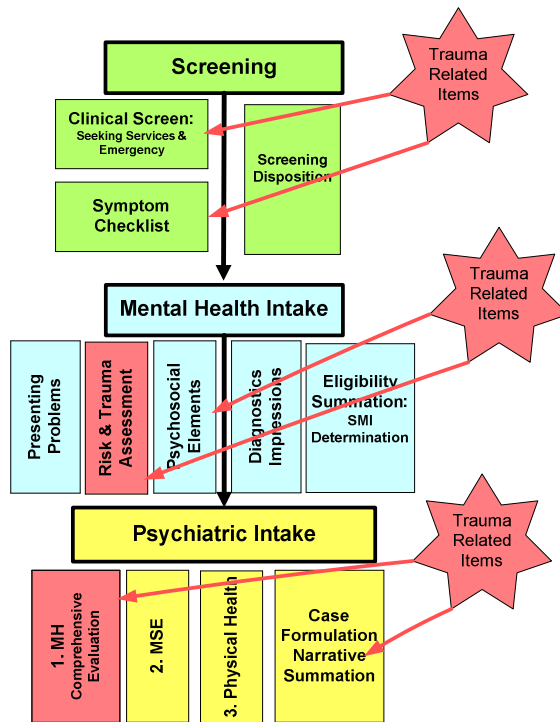 Screening
Trauma
Related
Items
Clinical Screen:
Seeking Services &
Emergency
Screening
Disposition
Symptom
Checklist
Mental Health Intake
Trauma
Related
Items
Presenting
Problems
Risk & Trauma
Assessment
Psychosocial
Elements
Diagnostics
Impressions
Eligibility
Summation:
SMI
Determination
Psychiatric Intake
Trauma
Related
Items
1. MH
Comprehensive
Evaluation
2. MSE
3. Physical Health
Case
Formulation
Narrative
Summation